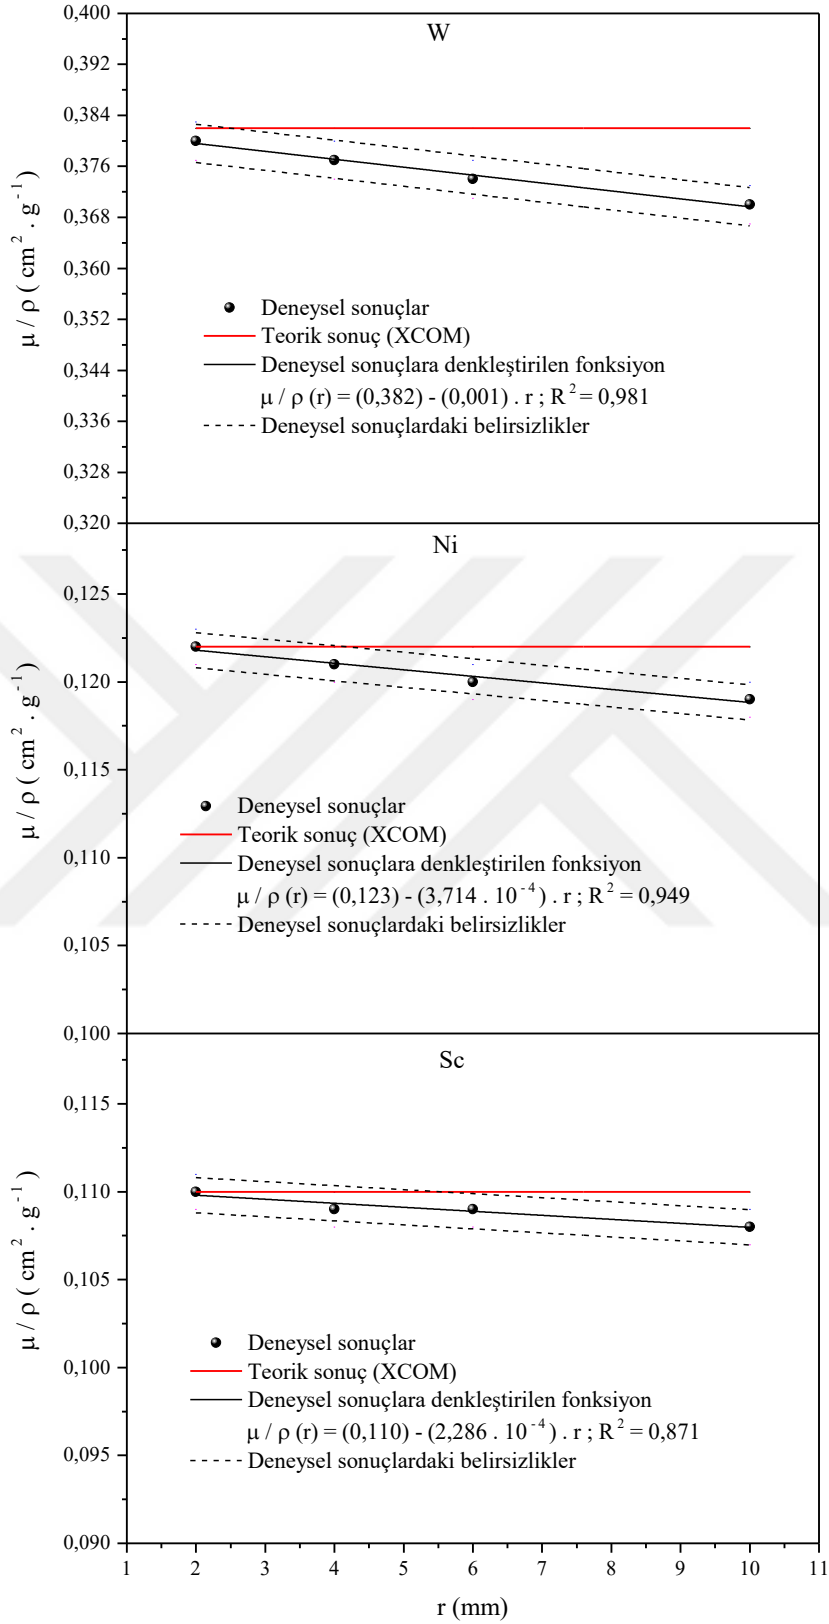 W
0,400
0,392
0,384
0,376
0,368
0,360
0,352
0,344
0,336
0,328
0,320
μ / ρ ( cm² . g⁻¹ )
Deneysel sonuçlar
Teorik sonuç (XCOM)
Deneysel sonuçlara denkleştirilen fonksiyon
μ / ρ (r) = (0,382) - (0,001) . r ; R² = 0,981
Deneysel sonuçlardaki belirsizlikler
Ni
0,125
0,120
0,115
0,110
0,105
0,100
μ / ρ ( cm² . g⁻¹ )
Deneysel sonuçlar
Teorik sonuç (XCOM)
Deneysel sonuçlara denkleştirilen fonksiyon
μ / ρ (r) = (0,123) - (3,714 . 10⁻⁴) . r ; R² = 0,949
Deneysel sonuçlardaki belirsizlikler
Sc
0,115
0,110
0,105
0,100
0,095
0,090
μ / ρ ( cm² . g⁻¹ )
Deneysel sonuçlar
Teorik sonuç (XCOM)
Deneysel sonuçlara denkleştirilen fonksiyon
μ / ρ (r) = (0,110) - (2,286 . 10⁻⁴) . r ; R² = 0,871
Deneysel sonuçlardaki belirsizlikler
1 2 3 4 5 6 7 8 9 10 11
r (mm)